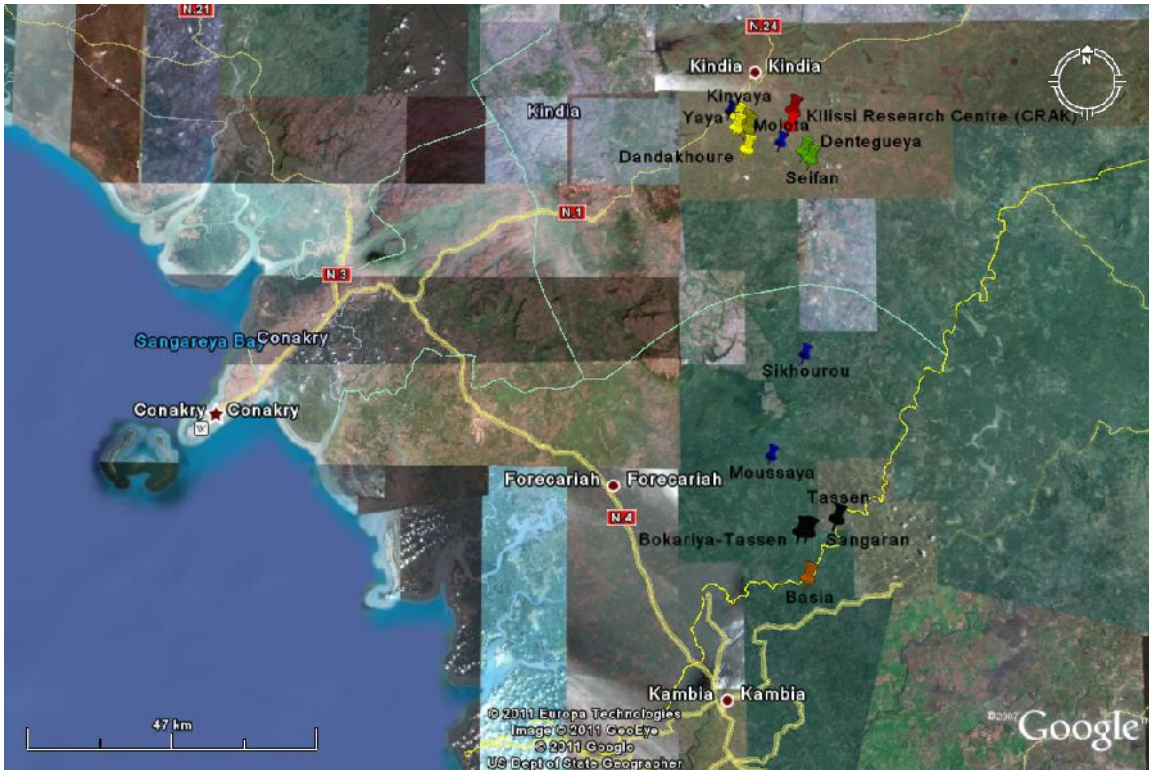 N.21
N.24
N
Kindia Kindia
Kinyaya
Kindia
Yaya
Molota
Kilissi Research Centre (CRAK)
Dandakhoure
Dentegueya
Seifan
N.1
N.3
Sangareya Bay
Conakry
Sikhourou
Conakry Conakry
W
Moussaya
Forecariah Forecariah
Tassen
N.4
Bokariya-Tassen
Sangaran
Basia
Kambia Kambia
47 km
© 2011 Europa Technologies
Image © 2011 GeoEye
© 2011 Google
US Dept of State Geographer
©2007 Google